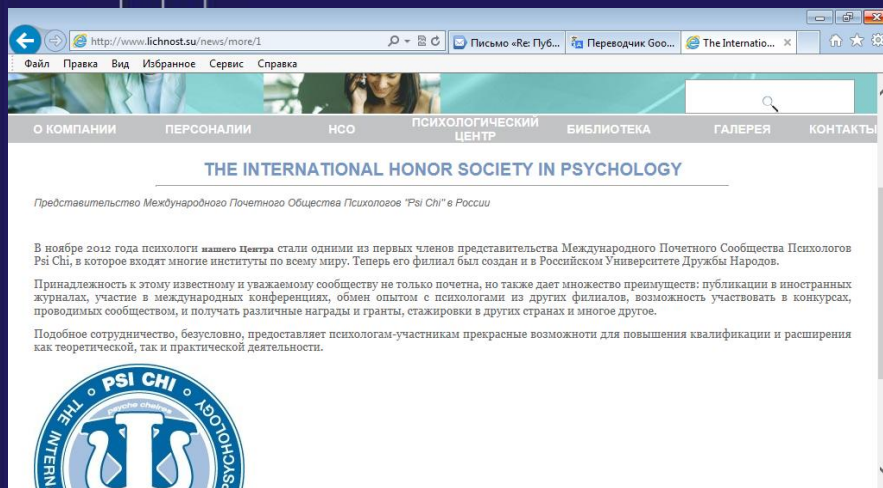 http://www.lichnost.su/news/more/1
Письмо «Re: Пуб...
Переводчик Goo...
The Internatio...
Файл Правка Вид Избранное Сервис Справка
О КОМПАНИИ ПЕРСОНАЛИИ НСО ПСИХОЛОГИЧЕСКИЙ ЦЕНТР БИБЛИОТЕКА ГАЛЕРЕЯ КОНТАКТЫ
THE INTERNATIONAL HONOR SOCIETY IN PSYCHOLOGY
Представительство Международного Почетного Общества Психологов "Psi Chi" в России
В ноябре 2012 года психологи нашего Центра стали одними из первых членов представительства Международного Почетного Сообщества Психологов
Psi Chi, в которое входят многие институты по всему миру. Теперь его филиал был создан и в Российском Университете Дружбы Народов.
Принадлежность к этому известному и уважаемому сообществу не только почетна, но также дает множество преимуществ: публикации в иностранных
журналах, участие в международных конференциях, обмен опытом с психологами из других филиалов, возможность участвовать в конкурсах,
проводимых сообществом, и получать различные награды и гранты, стажировки в других странах и многое другое.
Подобное сотрудничество, безусловно, предоставляет психологам-участникам прекрасные возможноти для повышения квалификации и расширения
как теоретической, так и практической деятельности.
PSI CHI
THE INTERN
PSYCHOLOGY
psyche cheires